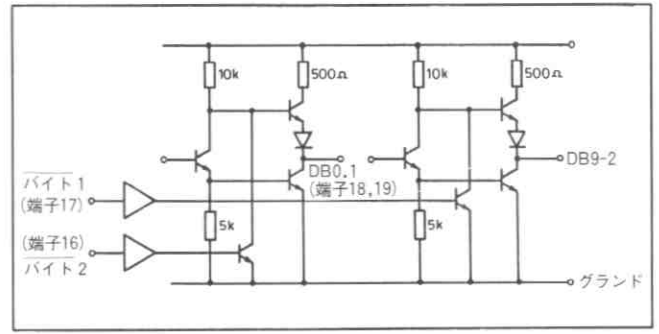 10k
500Ω
10k
500Ω
DB0.1
(端子18,19)
DB9-2
バイト1
(端子17)
5k
5k
(端子16)
バイト2
グランド